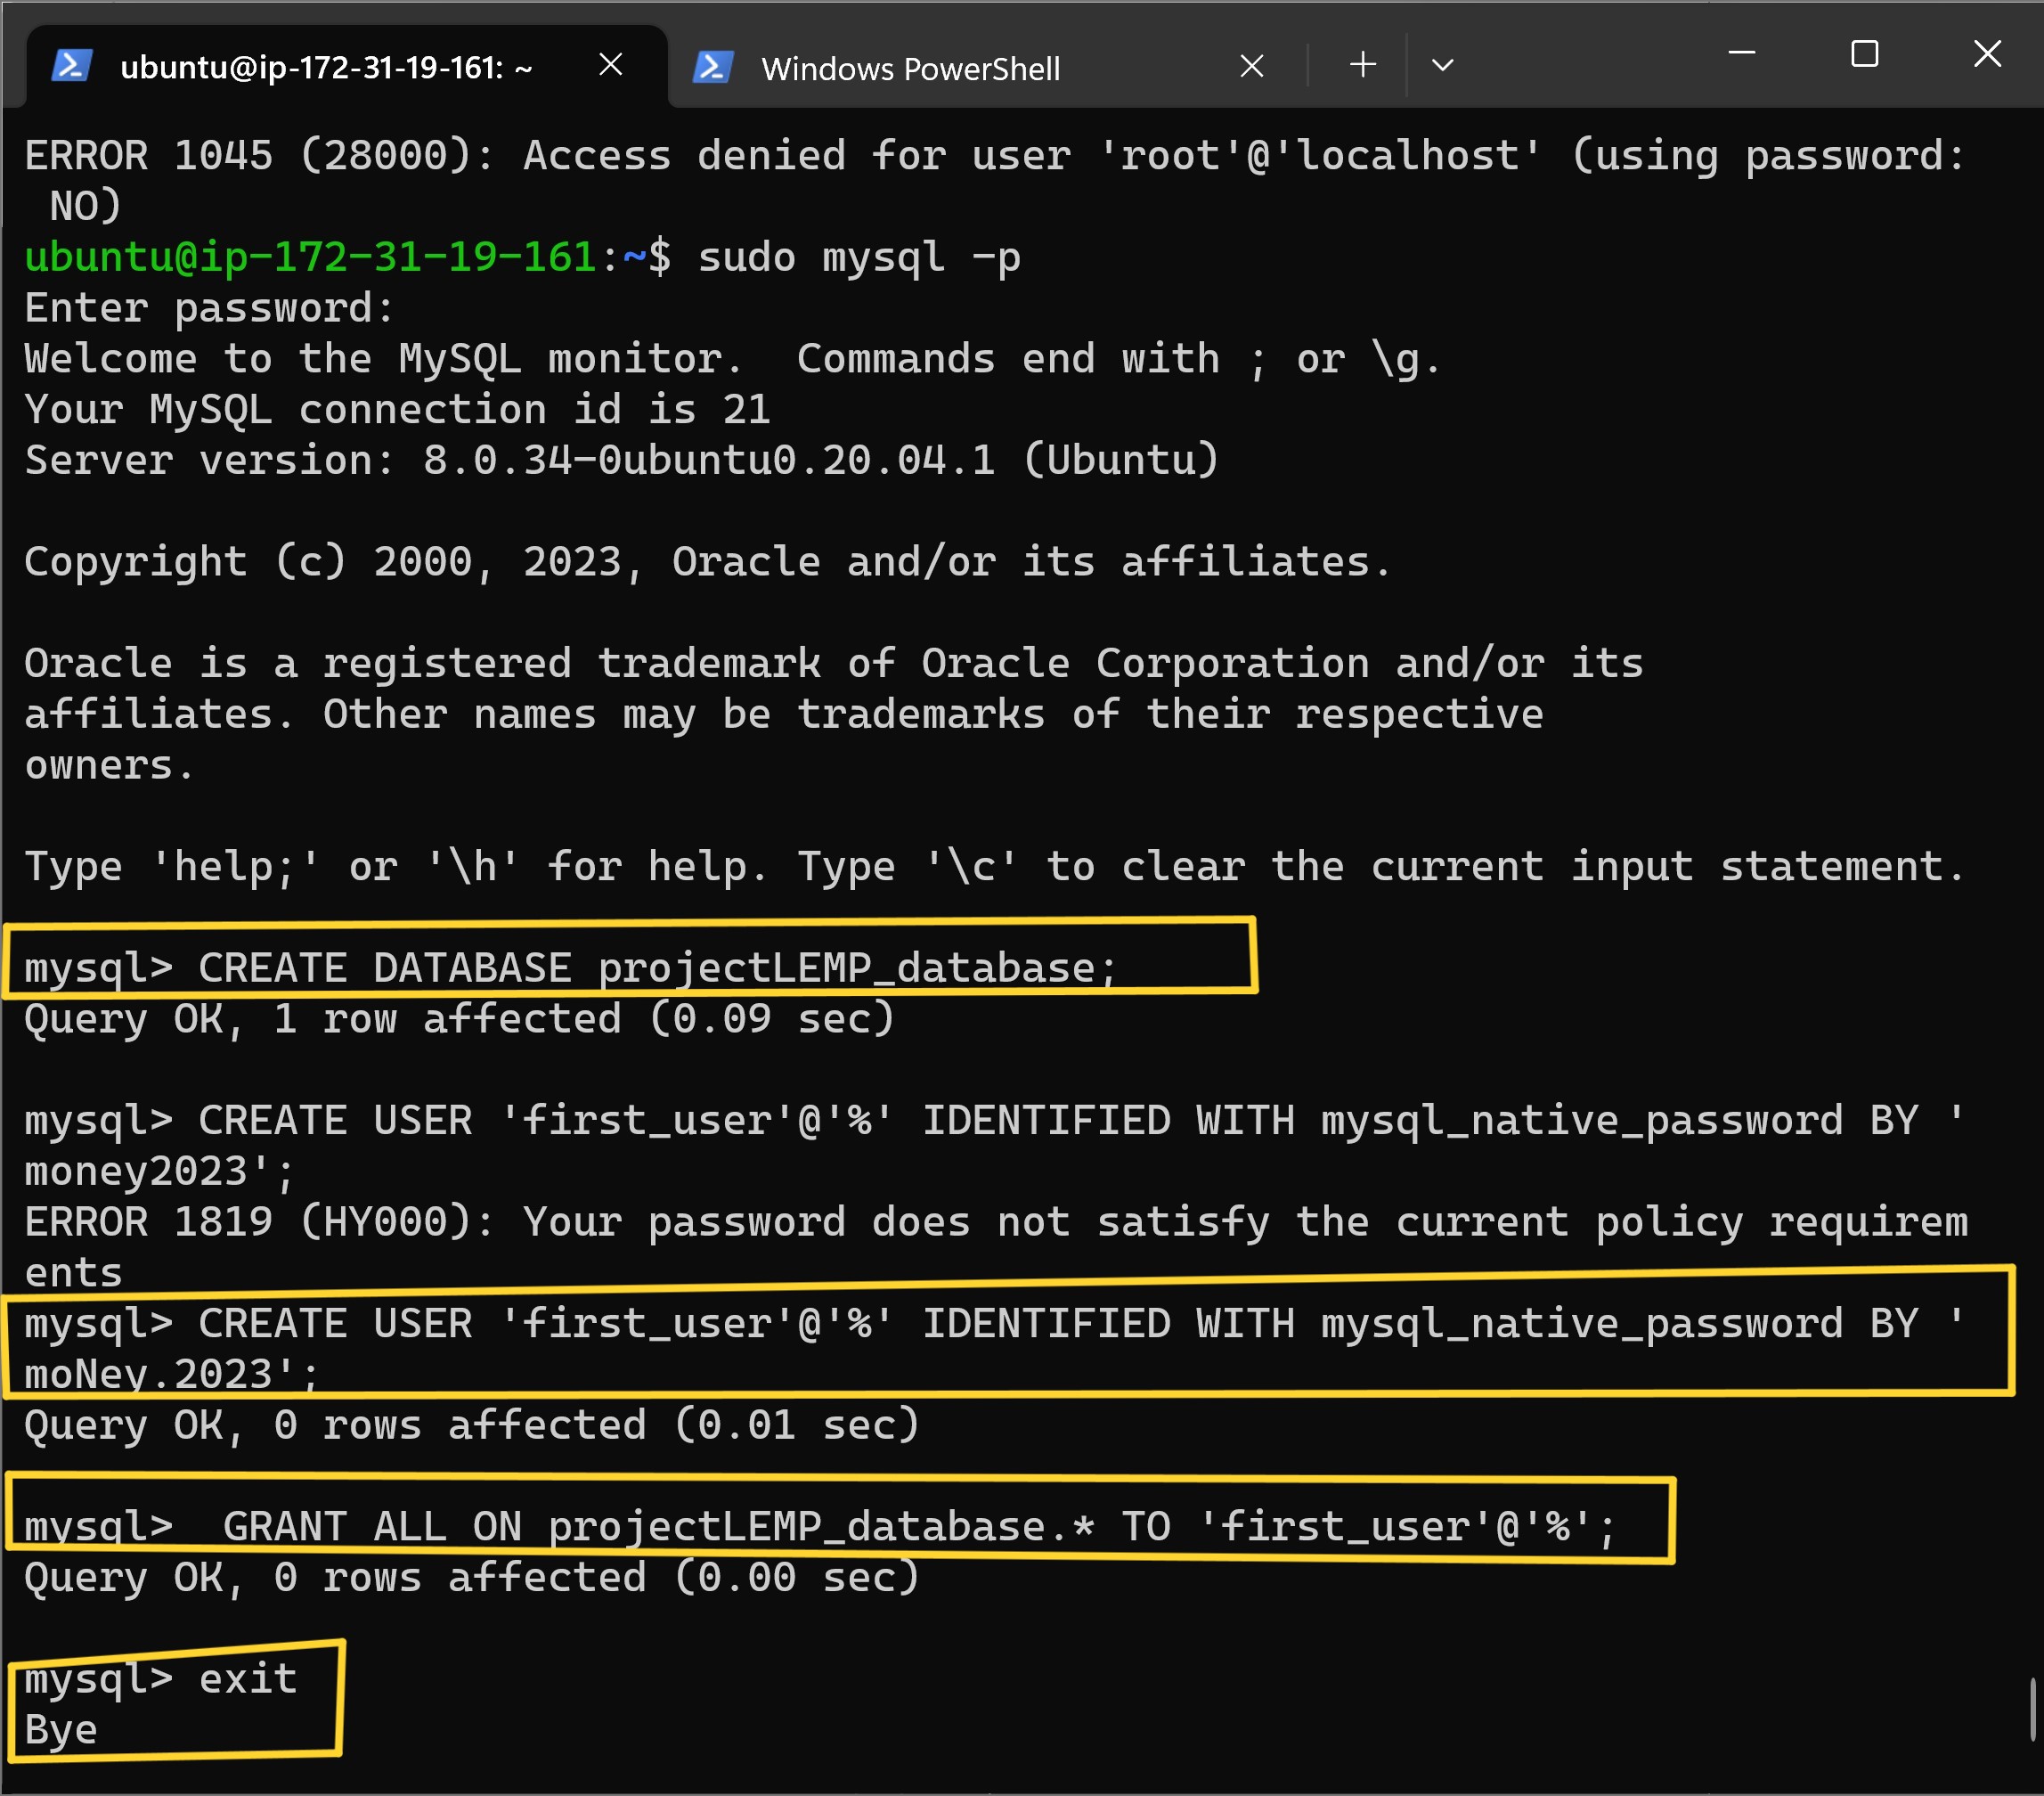 ubuntu@ip-172-31-19-161: ~
Windows PowerShell
ERROR 1045 (28000): Access denied for user 'root'@'localhost' (using password:
 NO)
ubuntu@ip-172-31-19-161:~$ sudo mysql -p
Enter password:
Welcome to the MySQL monitor.  Commands end with ; or \g.
Your MySQL connection id is 21
Server version: 8.0.34-0ubuntu0.20.04.1 (Ubuntu)
Copyright (c) 2000, 2023, Oracle and/or its affiliates.
Oracle is a registered trademark of Oracle Corporation and/or its
affiliates. Other names may be trademarks of their respective
owners.
Type 'help;' or '\h' for help. Type '\c' to clear the current input statement.
mysql> CREATE DATABASE projectLEMP_database;
Query OK, 1 row affected (0.09 sec)
mysql> CREATE USER 'first_user'@'%' IDENTIFIED WITH mysql_native_password BY '
money2023';
ERROR 1819 (HY000): Your password does not satisfy the current policy requirem
ents
mysql> CREATE USER 'first_user'@'%' IDENTIFIED WITH mysql_native_password BY '
moNey.2023';
Query OK, 0 rows affected (0.01 sec)
mysql>  GRANT ALL ON projectLEMP_database.* TO 'first_user'@'%';
Query OK, 0 rows affected (0.00 sec)
mysql> exit
Bye